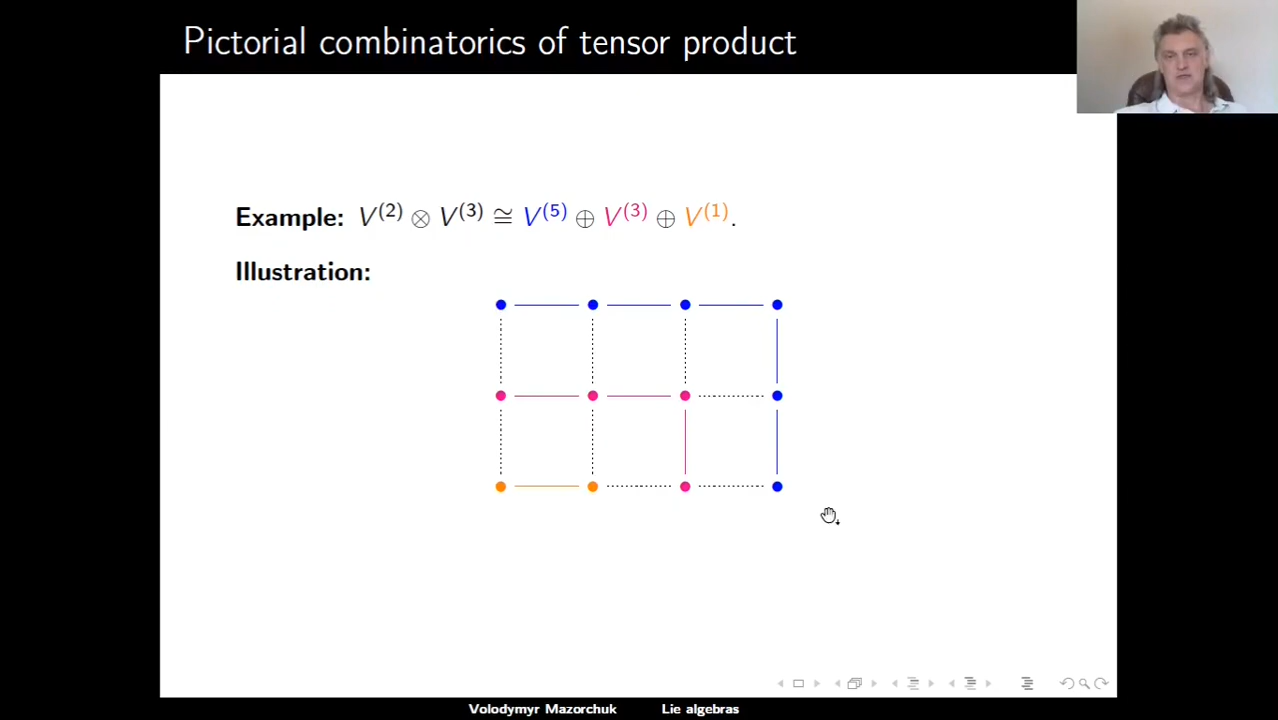 Pictorial combinatorics of tensor product
Example: V⁽²⁾ ⊗ V⁽³⁾ ≅ V⁽⁵⁾ ⊕ V⁽³⁾ ⊕ V⁽¹⁾.
Illustration:
Volodymyr Mazorchuk Lie algebras